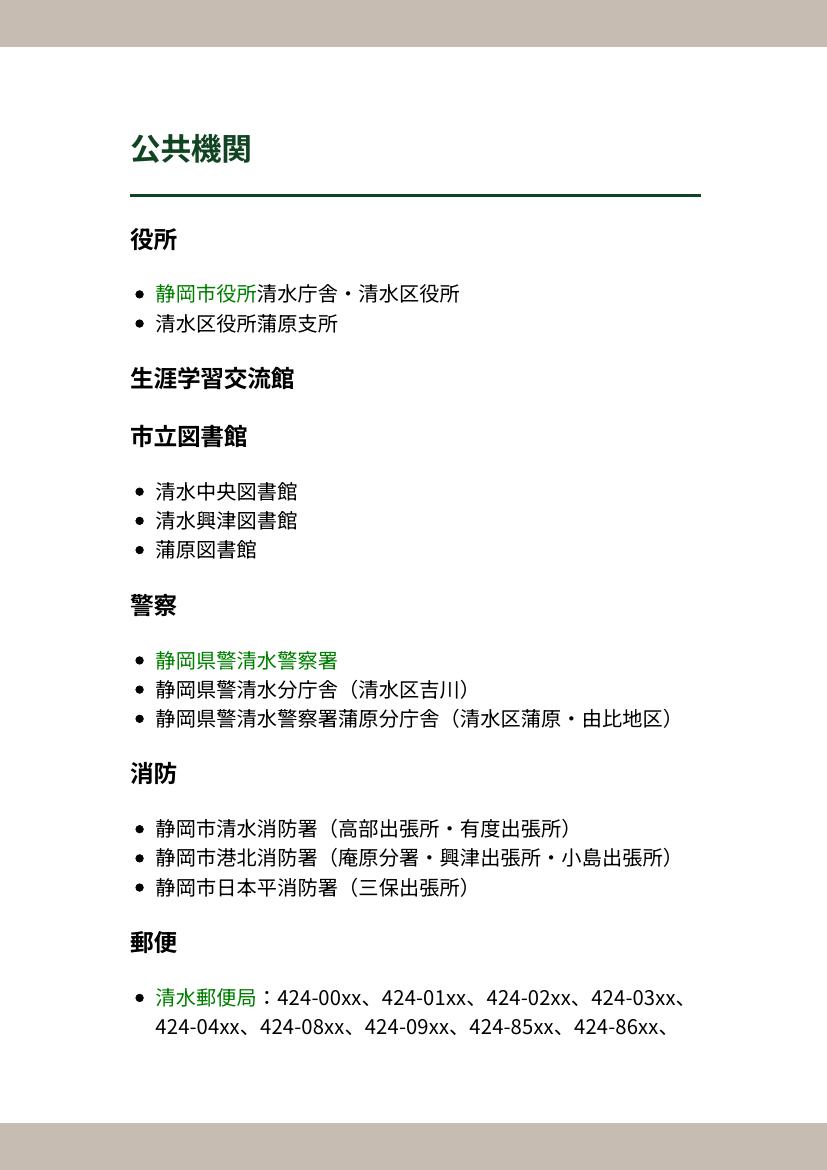 公共機関
役所
静岡市役所清水庁舎・清水区役所
清水区役所蒲原支所
生涯学習交流館
市立図書館
清水中央図書館
清水興津図書館
蒲原図書館
警察
静岡県警清水警察署
静岡県警清水分庁舎（清水区吉川）
静岡県警清水警察署蒲原分庁舎（清水区蒲原・由比地区）
消防
静岡市清水消防署（高部出張所・有度出張所）
静岡市港北消防署（庵原分署・興津出張所・小島出張所）
静岡市日本平消防署（三保出張所）
郵便
清水郵便局：424-00xx、424-01xx、424-02xx、424-03xx、
424-04xx、424-08xx、424-09xx、424-85xx、424-86xx、